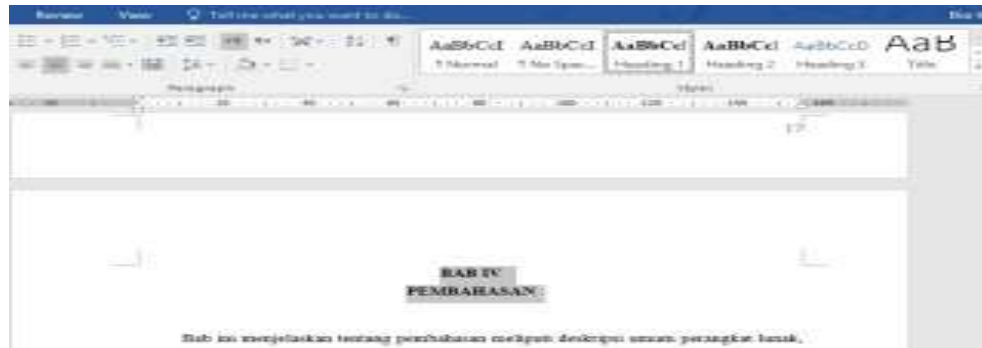 Review View Tell me what you want to do...
AaBbCcI AaBbCcI AaBbCcI AaBbCcI AaBbCcD AaB
¶ Normal ¶ No Spac... Heading 1 Heading 2 Heading 3 Title
Paragraph Styles
17
BAB IV
PEMBAHASAN
Bab ini menjelaskan tentang pembahasan meliputi deskripsi umum perangkat lunak,